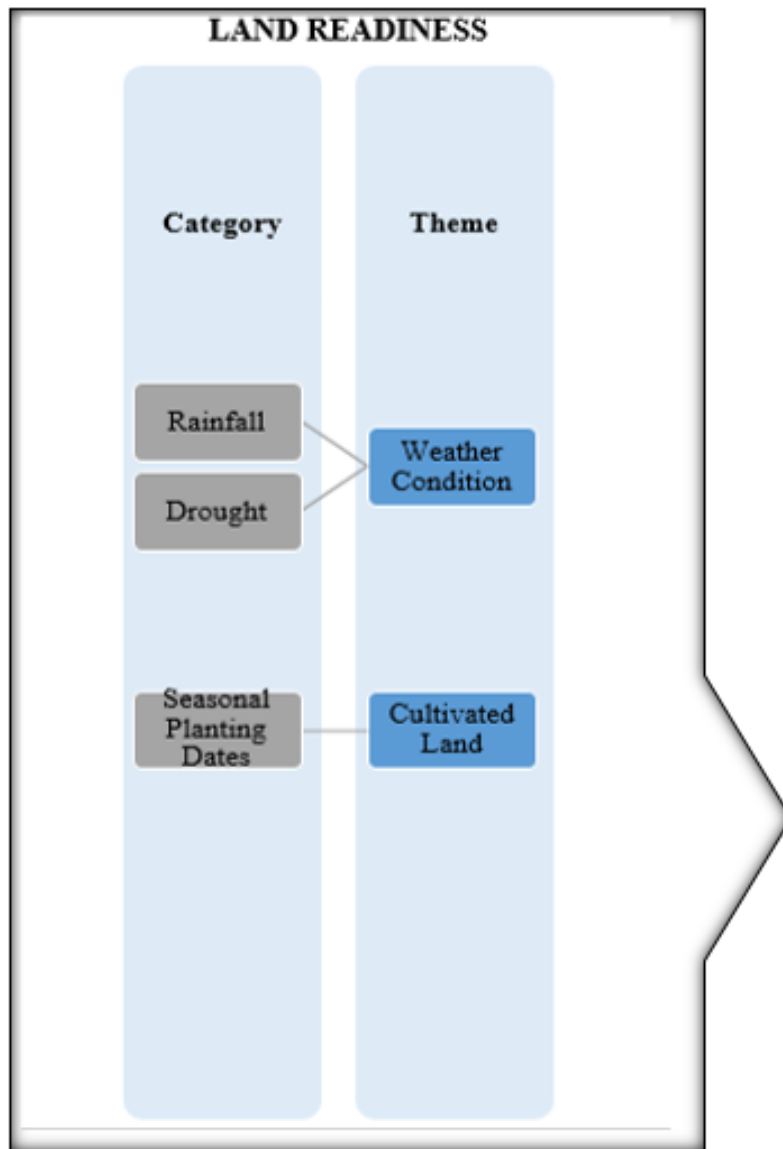 LAND READINESS
Category
Theme
Rainfall
Drought
Weather
Condition
Seasonal
Planting
Dates
Cultivated
Land